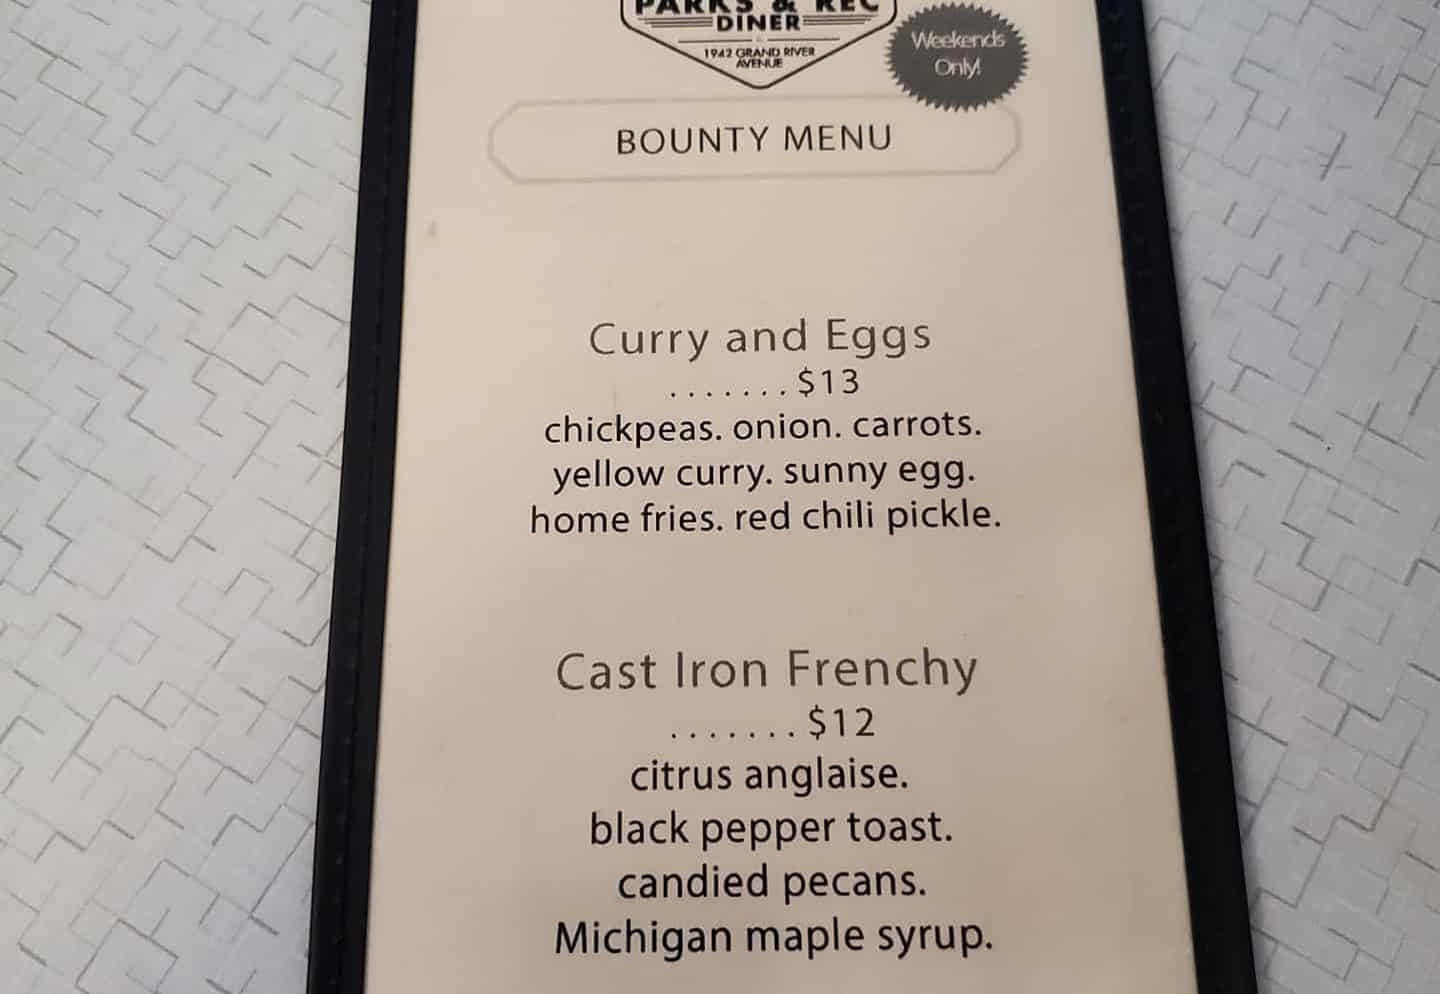 PARKS & REC
DINER
1942 GRAND RIVER
AVENUE
Weekends
Only!
BOUNTY MENU
Curry and Eggs
.......$13
chickpeas. onion. carrots.
yellow curry. sunny egg.
home fries. red chili pickle.
Cast Iron Frenchy
.......$12
citrus anglaise.
black pepper toast.
candied pecans.
Michigan maple syrup.